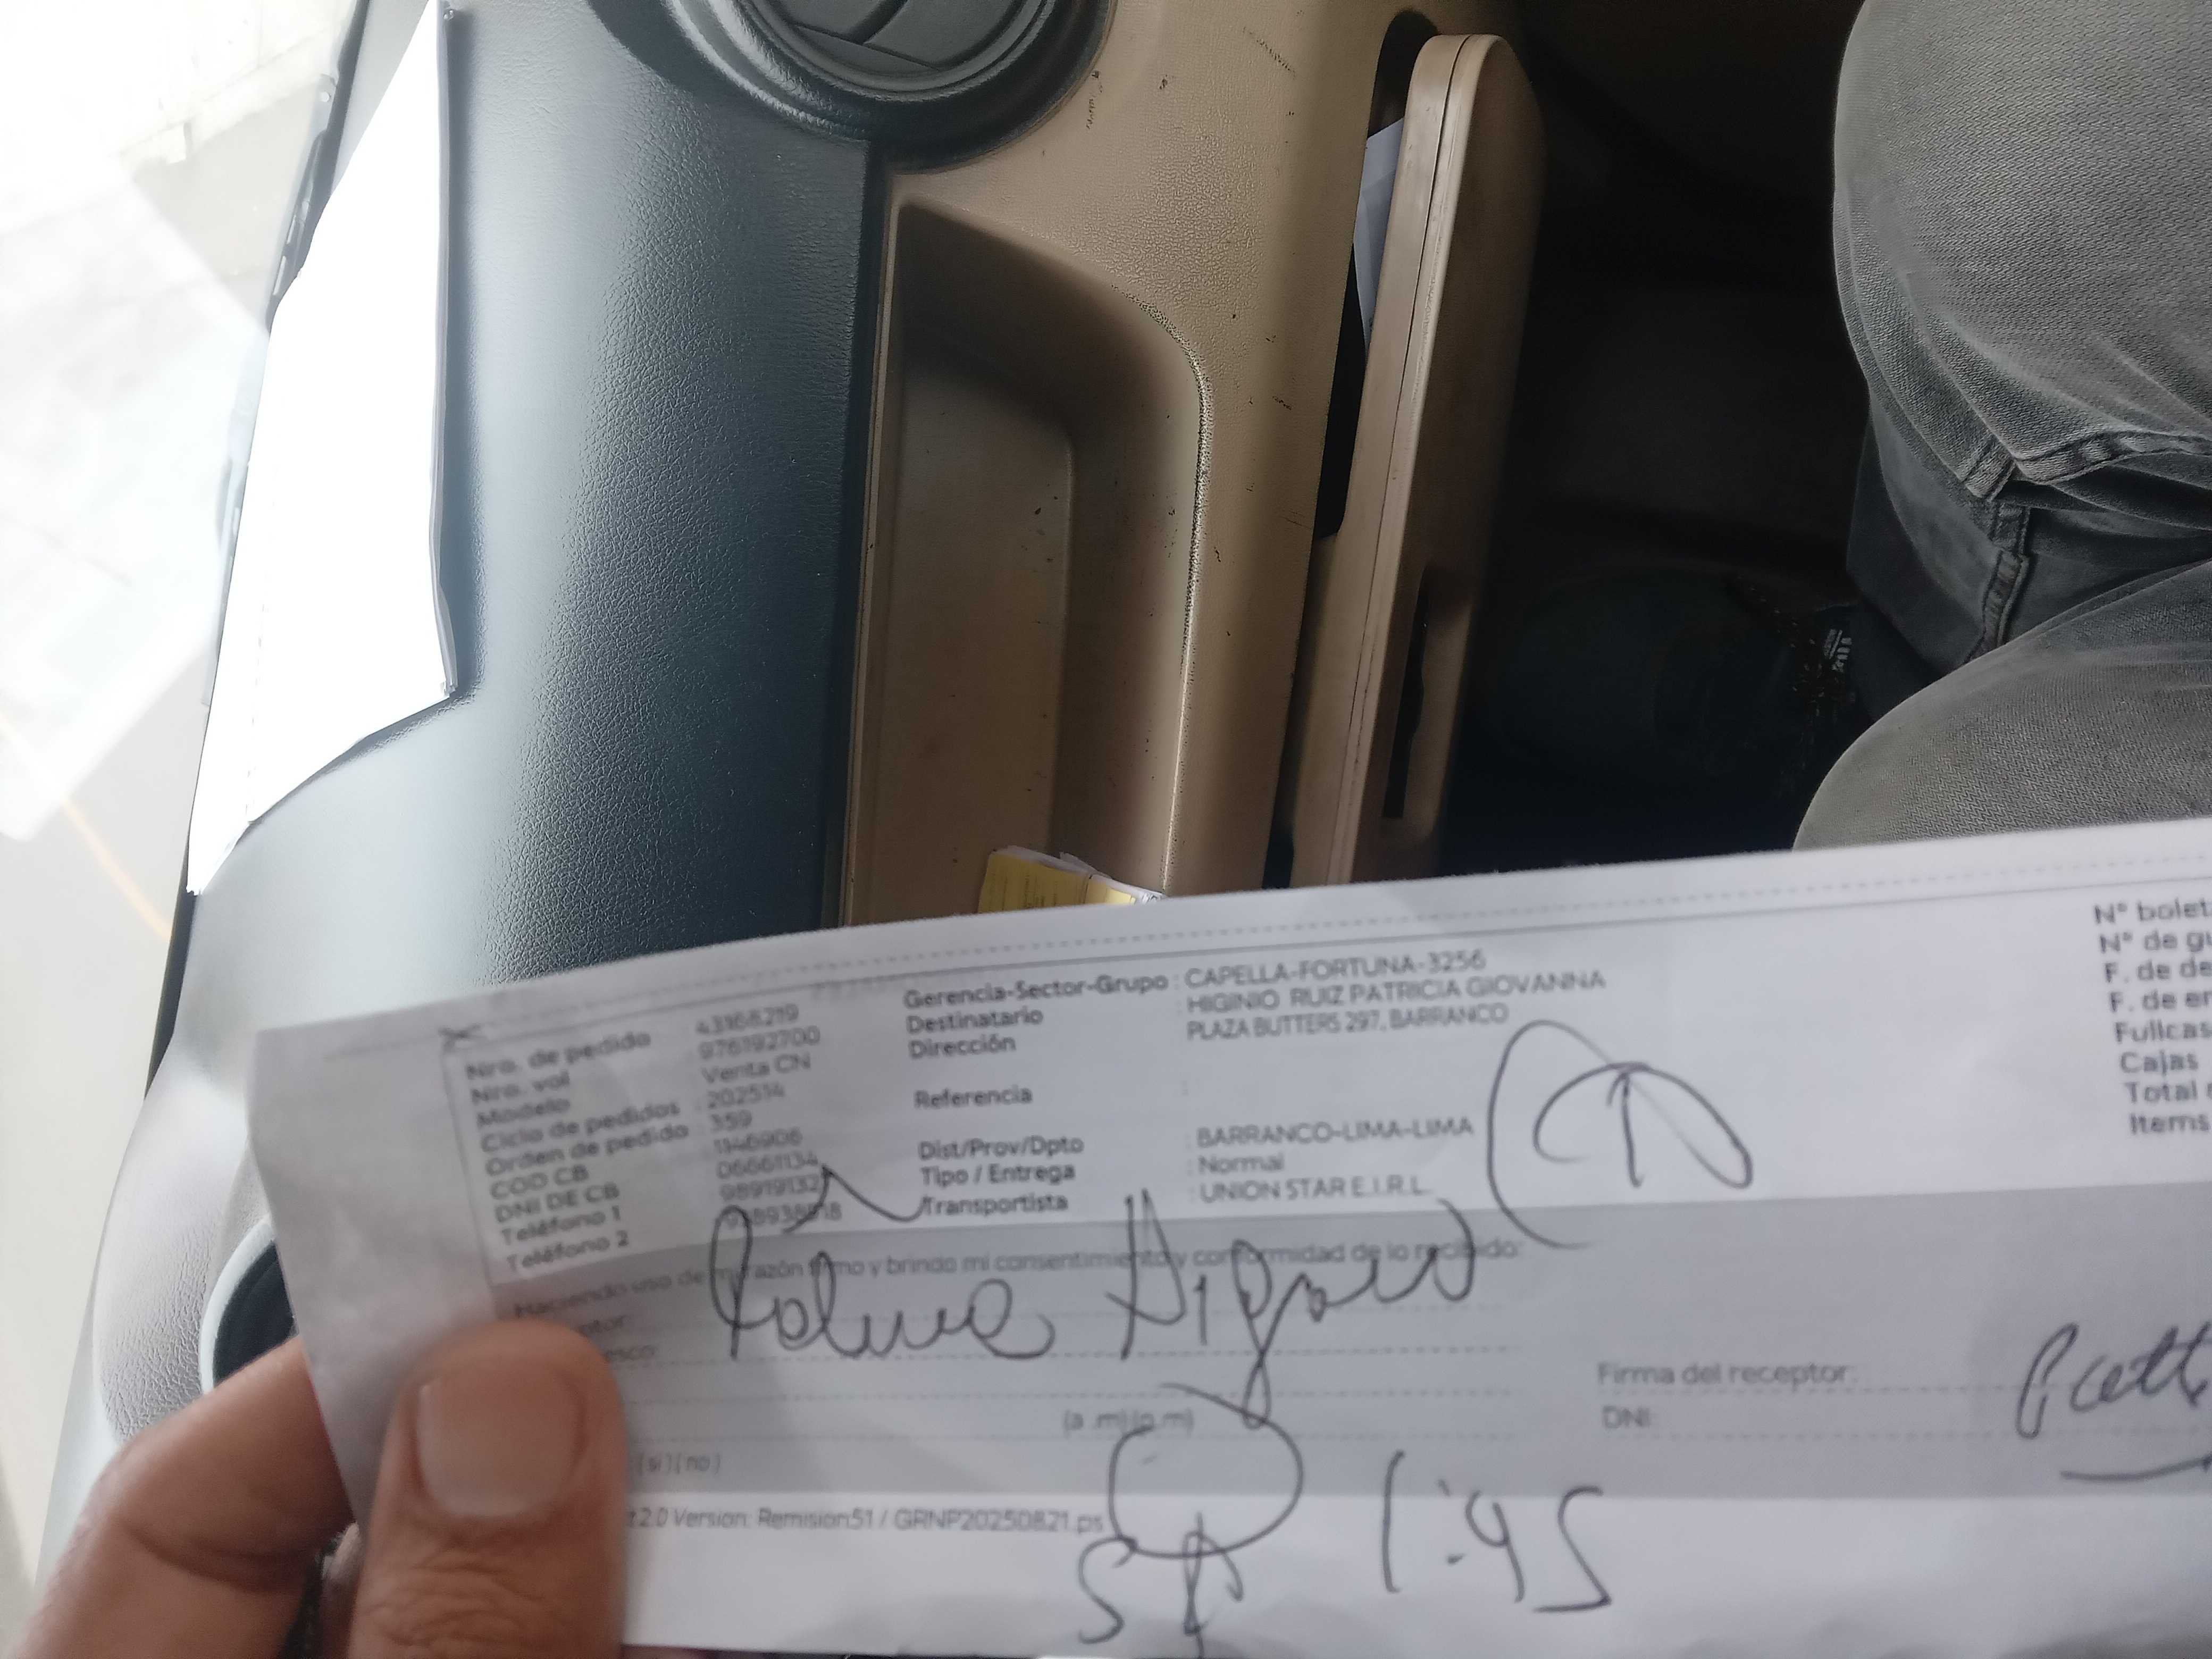 Nro. de pedido : 43168219
Nro. vol 976192700
Modelo Venta CN
Ciclo de pedidos : 202514
Orden de pedido 359
COD CB 1146906
DNI DE CB 06661134
Teléfono 1
Teléfono 2
Gerencia-Sector-Grupo : CAPELLA-FORTUNA-3256
Destinatario : HIGINIO RUIZ PATRICIA GIOVANNA
Dirección PLAZA BUTTERS 297, BARRANCO
Referencia :
Dist/Prov/Dpto : BARRANCO-LIMA-LIMA
Tipo / Entrega : Normal
Transportista : UNION STAR E.I.R.L.
N° bolet
N° de gu
F. de de
F. de en
Fullcas
Cajas
Total
Items
Haciendo uso de mi razón firmo y brindo mi consentimiento y conformidad de lo recibido:
Firma del receptor:
(a .m) (p.m)
DNI:
(si) (no)
t 2.0 Version: Remision51 / GRNP20250821.ps
1:45